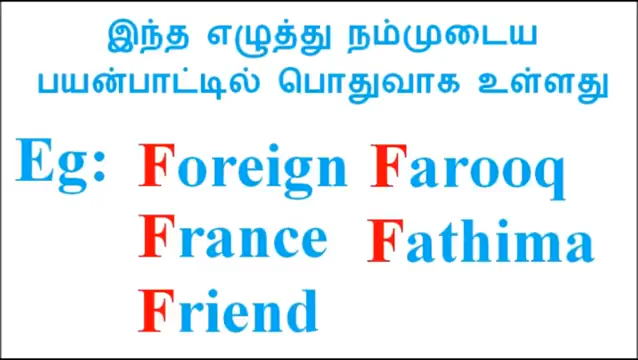 இந்த எழுத்து நம்முடைய
பயன்பாட்டில் பொதுவாக உள்ளது
Eg: Foreign Farooq
France Fathima
Friend